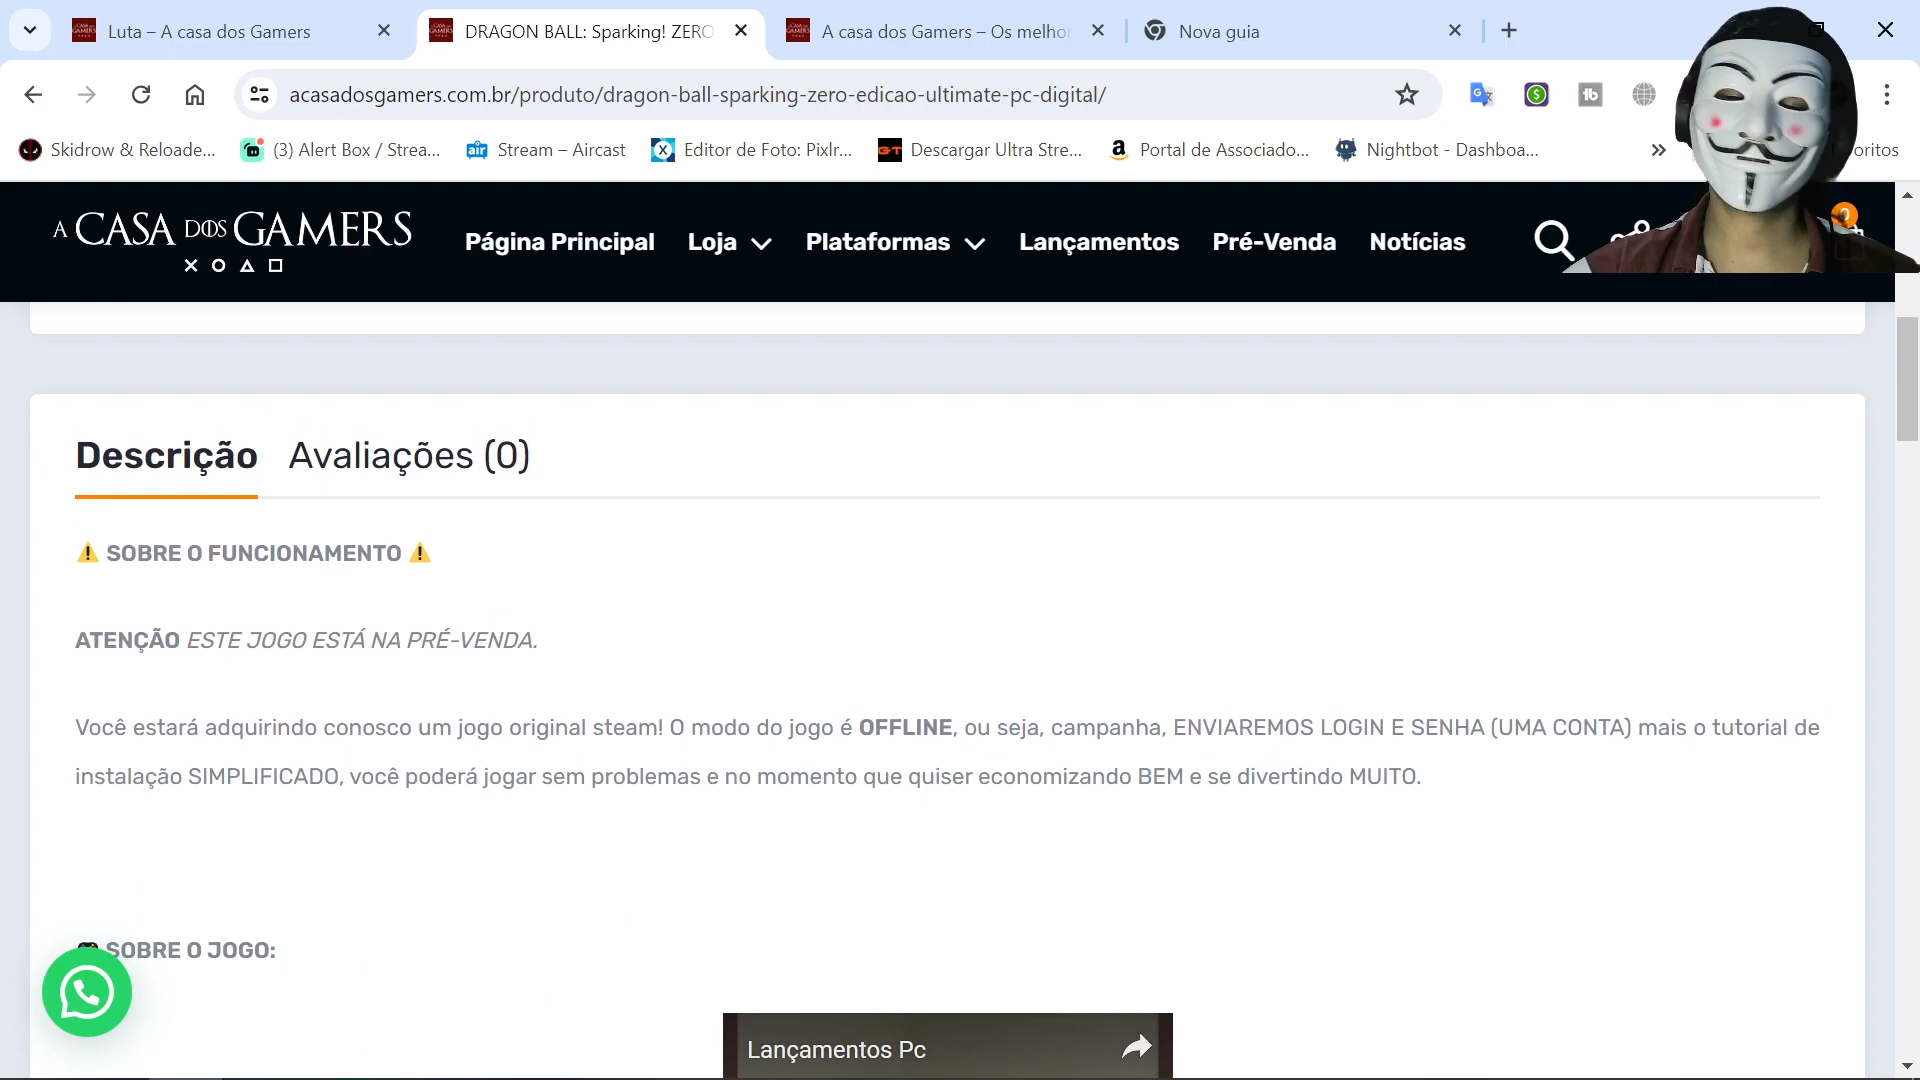 Luta – A casa dos Gamers
DRAGON BALL: Sparking! ZERO
A casa dos Gamers – Os melhor
Nova guia
acasadosgamers.com.br/produto/dragon-ball-sparking-zero-edicao-ultimate-pc-digital/
Skidrow & Reloade...
(3) Alert Box / Strea...
Stream – Aircast
Editor de Foto: Pixlr...
Descargar Ultra Stre...
Portal de Associado...
Nightbot - Dashboa...
oritos
A CASA DOS GAMERS
Página Principal
Loja
Plataformas
Lançamentos
Pré-Venda
Notícias
0
Descrição
Avaliações (0)
⚠️ SOBRE O FUNCIONAMENTO ⚠️
ATENÇÃO ESTE JOGO ESTÁ NA PRÉ-VENDA.
Você estará adquirindo conosco um jogo original steam! O modo do jogo é OFFLINE, ou seja, campanha, ENVIAREMOS LOGIN E SENHA (UMA CONTA) mais o tutorial de
instalação SIMPLIFICADO, você poderá jogar sem problemas e no momento que quiser economizando BEM e se divertindo MUITO.
SOBRE O JOGO:
Lançamentos Pc